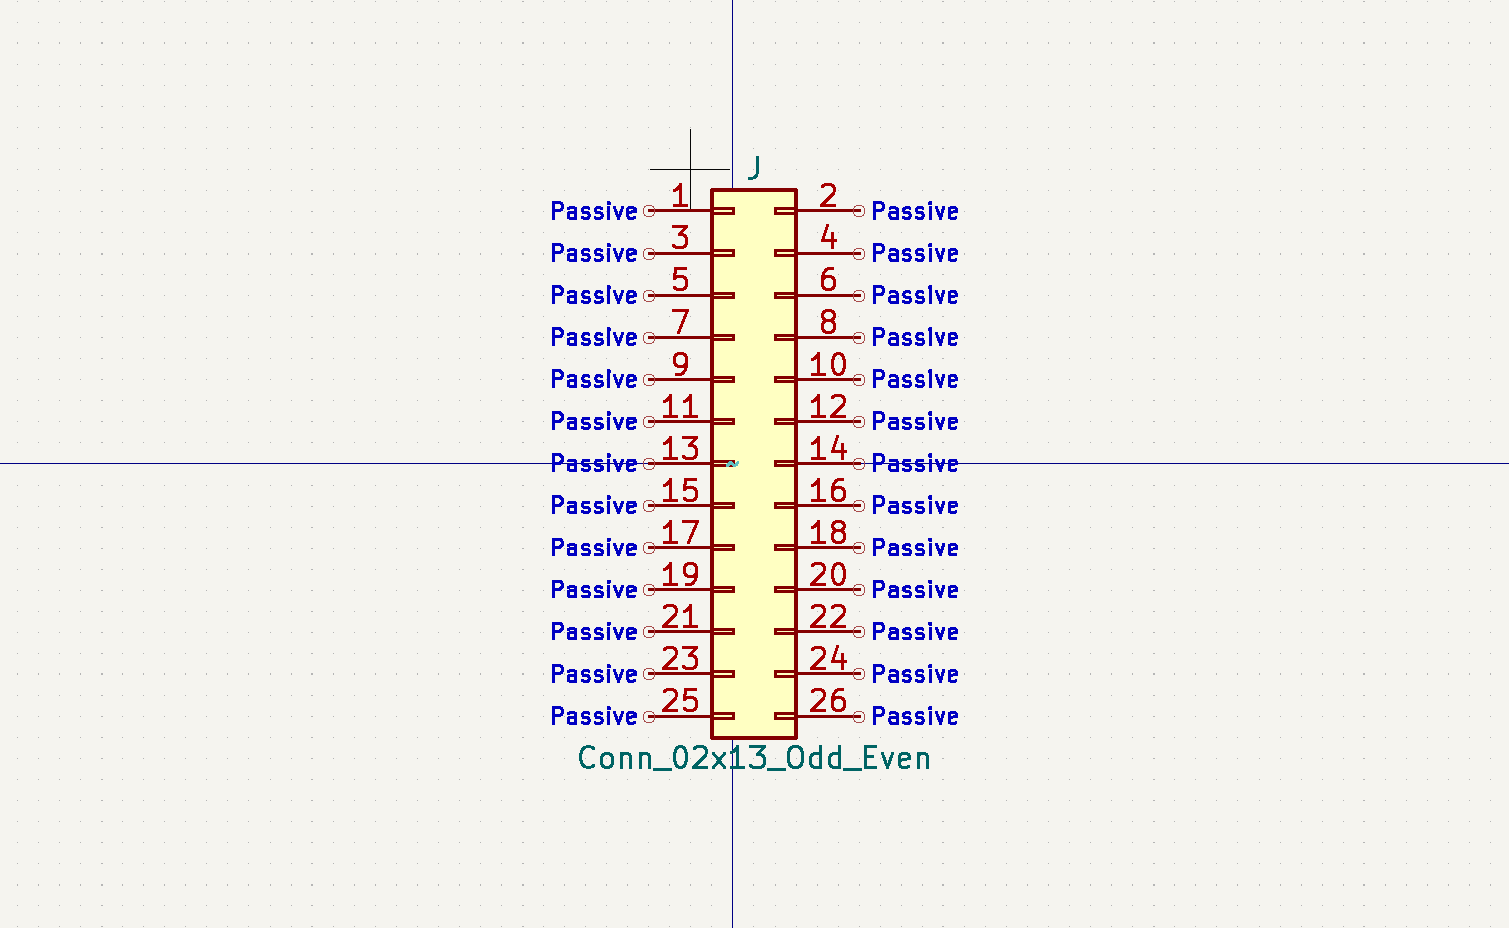 J
Passive 1 2 Passive
Passive 3 4 Passive
Passive 5 6 Passive
Passive 7 8 Passive
Passive 9 10 Passive
Passive 11 12 Passive
Passive 13 14 Passive
Passive 15 16 Passive
Passive 17 18 Passive
Passive 19 20 Passive
Passive 21 22 Passive
Passive 23 24 Passive
Passive 25 26 Passive
Conn_02x13_Odd_Even